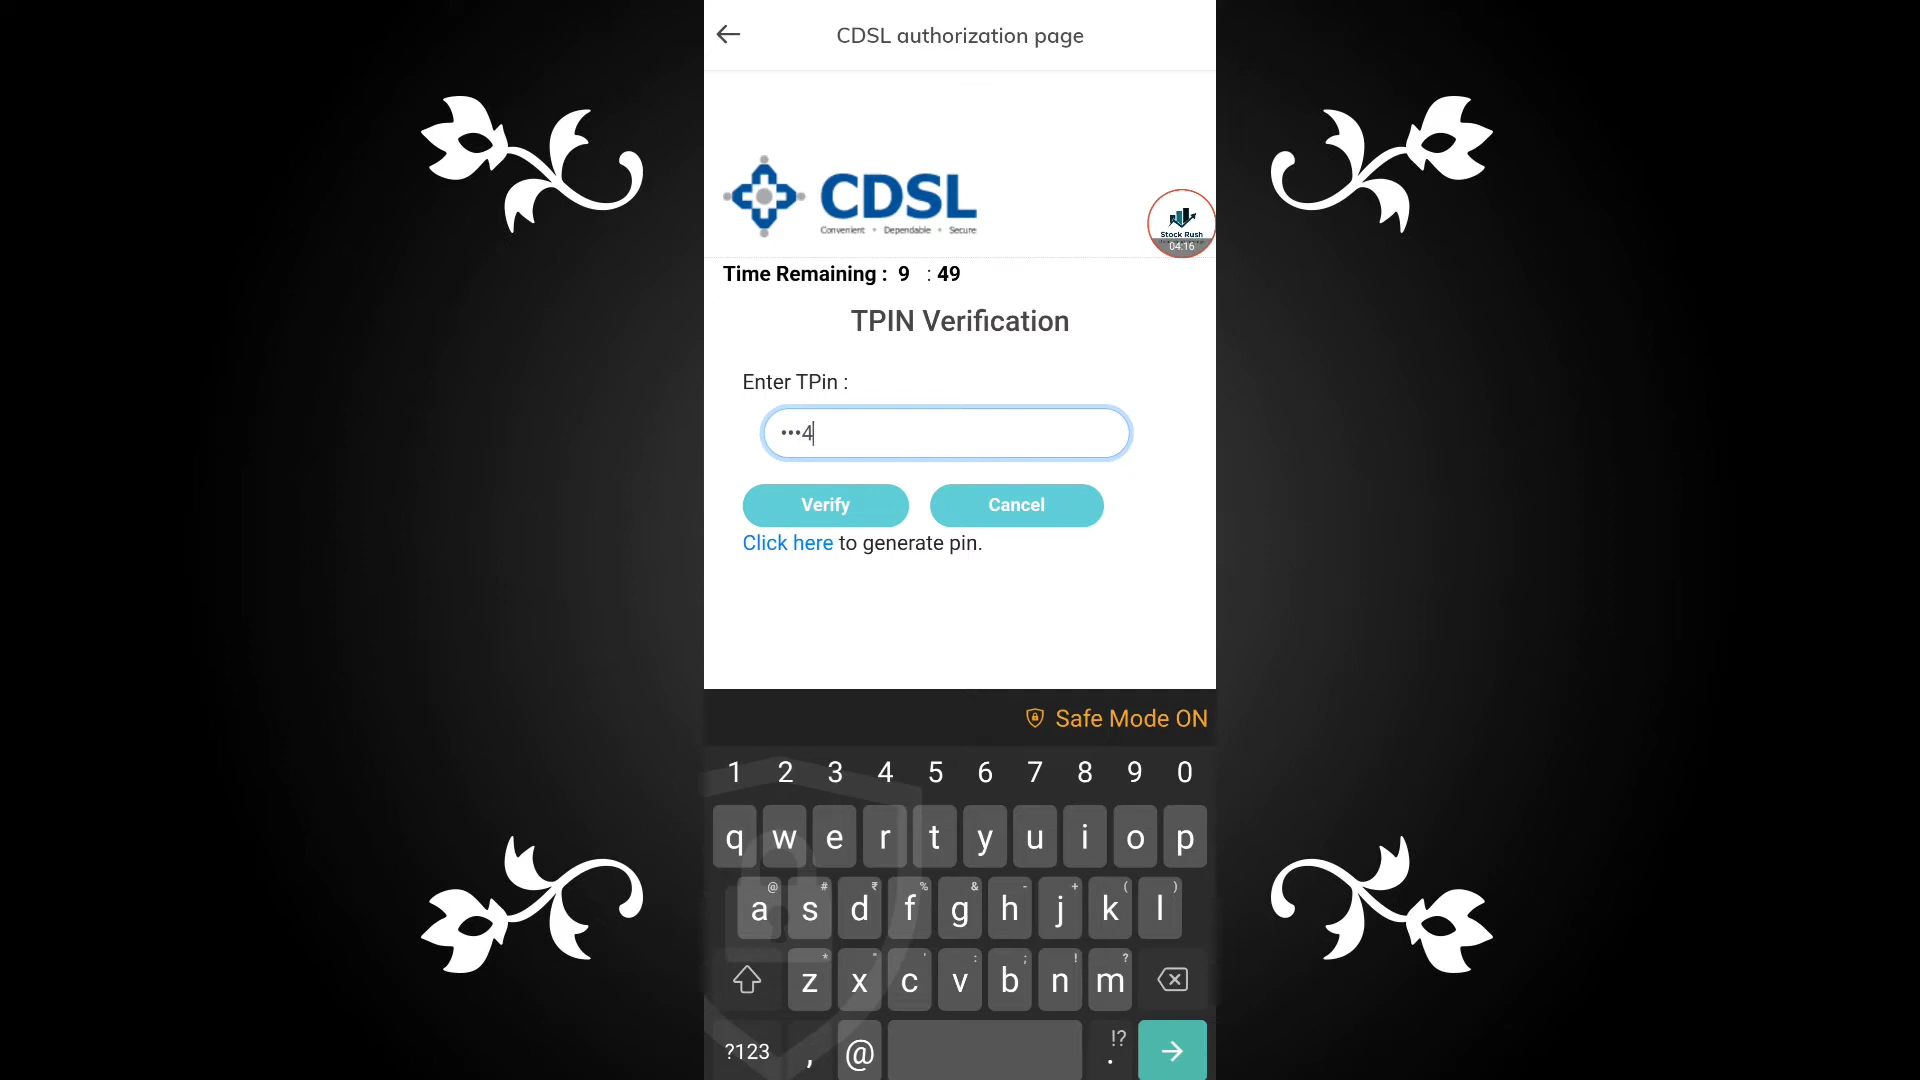 CDSL authorization page
CDSL
Convenient • Dependable • Secure
Stock Rush
04:16
Time Remaining : 9 : 49
TPIN Verification
Enter TPin :
•••4
Verify Cancel
Click here to generate pin.
Safe Mode ON
1 2 3 4 5 6 7 8 9 0
q w e r t y u i o p
@ # ₹ % & - + ( )
a s d f g h j k l
* " ' : ; ! ?
z x c v b n m
!?
?123 , @ .